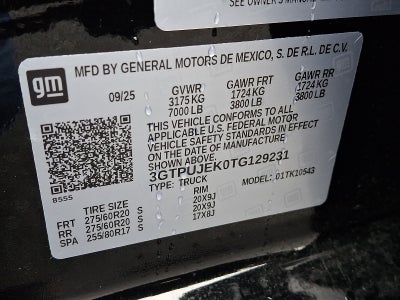 SEE OWNER'S MANUAL
gm
MFD BY GENERAL MOTORS DE MEXICO, S. DE R.L. DE C.V.
09/25 GVWR GAWR FRT GAWR RR
3175 KG 1724 KG 1724 KG
7000 LB 3800 LB 3800 LB
THIS VEHICLE CONFORMS TO ALL
APPLICABLE U.S. FEDERAL MOTOR
VEHICLE SAFETY STANDARDS IN
EFFECT ON THE DATE OF MANUFACTURE
SHOWN ABOVE.
3GTPUJEK0TG129231
8555 TYPE: TRUCK MODEL: 01TK10543
TIRE SIZE RIM
FRT 275/60R20 S 20X9J
RR 275/60R20 S 20X9J
SPA 255/80R17 S 17X8J